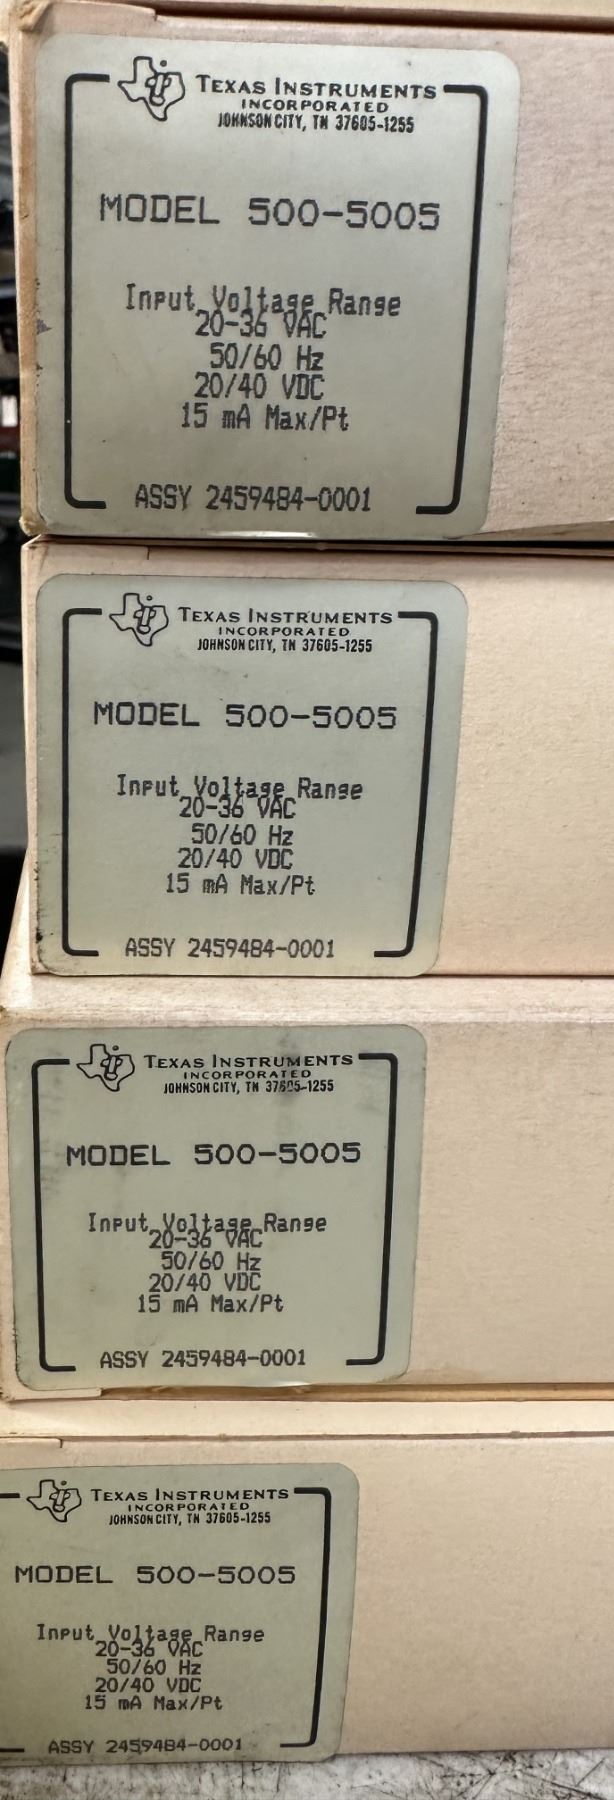 TEXAS INSTRUMENTS
INCORPORATED
JOHNSON CITY, TN 37605-1255
MODEL 500-5005
Input Voltage Range
20-36 VAC
50/60 Hz
20/40 VDC
15 mA Max/Pt
ASSY 2459484-0001
TEXAS INSTRUMENTS
INCORPORATED
JOHNSON CITY, TN 37605-1255
MODEL 500-5005
Input Voltage Range
20-36 VAC
50/60 Hz
20/40 VDC
15 mA Max/Pt
ASSY 2459484-0001
TEXAS INSTRUMENTS
INCORPORATED
JOHNSON CITY, TN 37605-1255
MODEL 500-5005
Input Voltage Range
20-36 VAC
50/60 Hz
20/40 VDC
15 mA Max/Pt
ASSY 2459484-0001
TEXAS INSTRUMENTS
INCORPORATED
JOHNSON CITY, TN 37605-1255
MODEL 500-5005
Input Voltage Range
20-36 VAC
50/60 Hz
20/40 VDC
15 mA Max/Pt
ASSY 2459484-0001